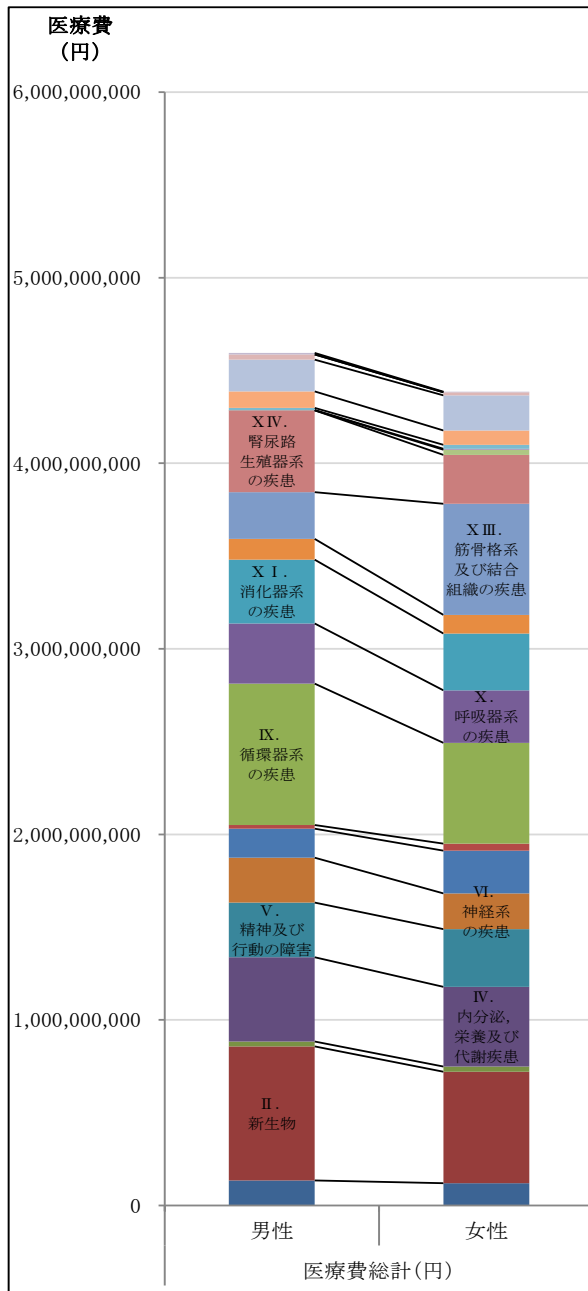 医療費
（円）
6,000,000,000
5,000,000,000
4,000,000,000
3,000,000,000
2,000,000,000
1,000,000,000
0
ⅩⅣ.
腎尿路
生殖器系
の疾患
ⅩⅠ.
消化器系
の疾患
Ⅸ.
循環器系
の疾患
Ⅴ.
精神及び
行動の障害
Ⅱ.
新生物
ⅩⅢ.
筋骨格系
及び結合
組織の疾患
Ⅹ.
呼吸器系
の疾患
Ⅵ.
神経系
の疾患
Ⅳ.
内分泌，
栄養及び
代謝疾患
男性
女性
医療費総計（円）